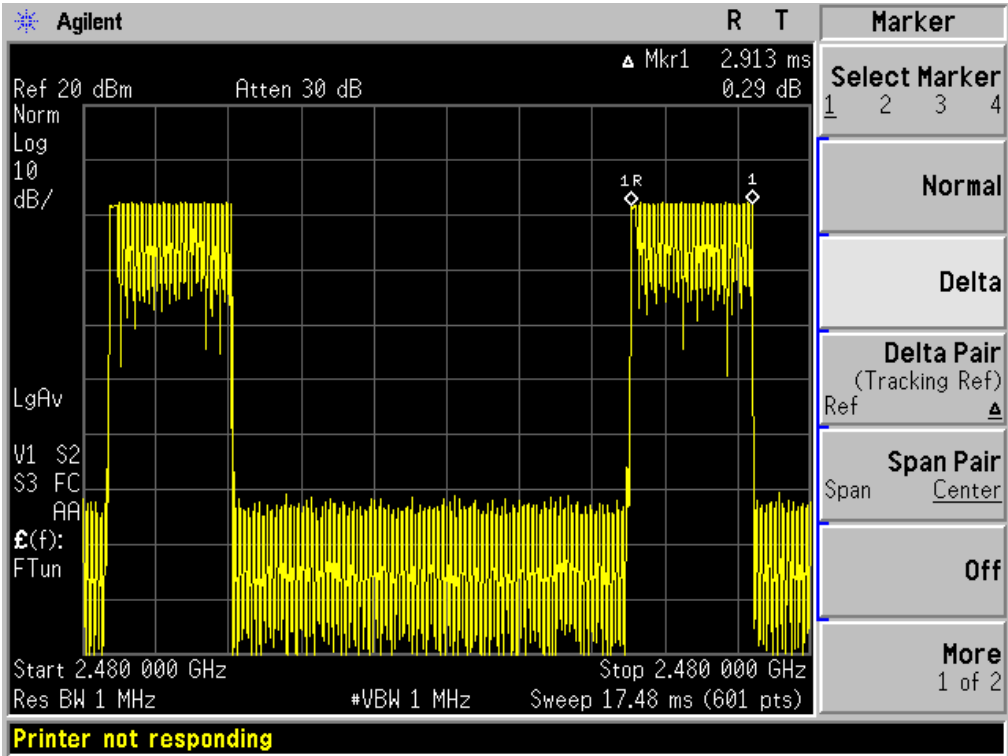 Agilent R T Marker
Δ Mkr1 2.913 ms
Ref 20 dBm Atten 30 dB 0.29 dB
Norm
Log
10
dB/
1R 1
LgAv
V1 S2
S3 FC
AA
£(f):
FTun
Start 2.480 000 GHz Stop 2.480 000 GHz
Res BW 1 MHz #VBW 1 MHz Sweep 17.48 ms (601 pts)
Printer not responding
Select Marker
1 2 3 4
Normal
Delta
Delta Pair
(Tracking Ref)
Ref Δ
Span Pair
Span Center
Off
More
1 of 2